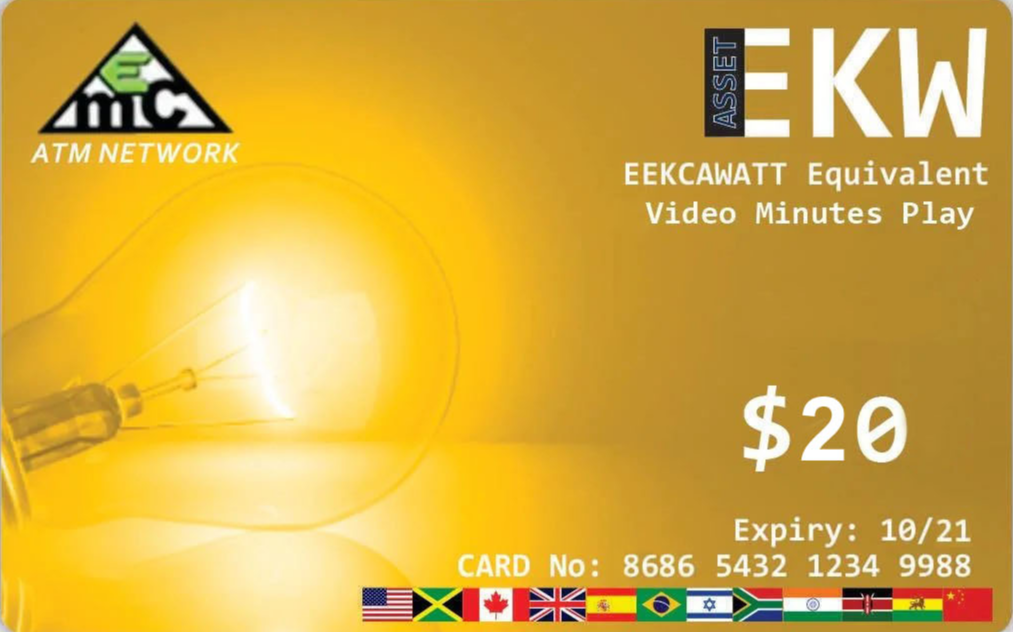 E
mc
ATM NETWORK
ASSET
EKW
EEKCAWATT Equivalent
Video Minutes Play
$20
Expiry: 10/21
CARD No: 8686 5432 1234 9988